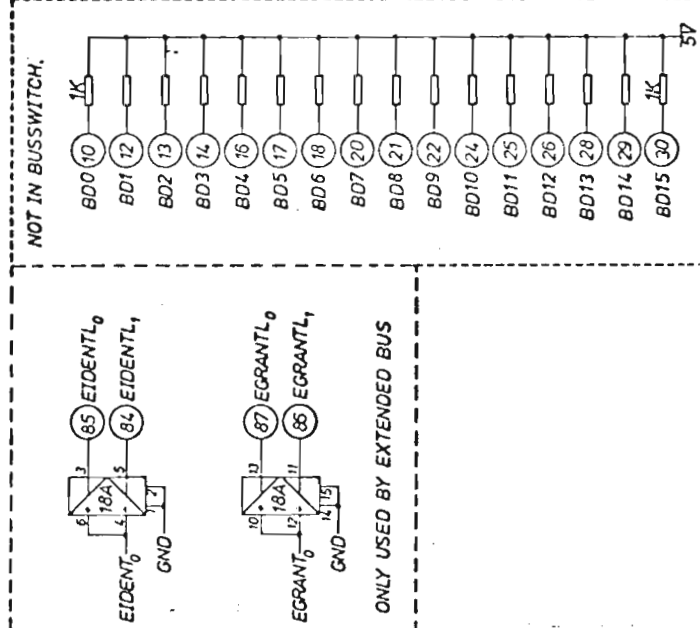 NOT IN BUSSWITCH.
1K
1K
5V
10
12
13
14
16
17
18
20
21
22
24
25
26
28
29
30
BD0
BD1
BD2
BD3
BD4
BD5
BD6
BD7
BD8
BD9
BD10
BD11
BD12
BD13
BD14
BD15
85 EIDENTL₀
84 EIDENTL₁
3
5
18A
6
4
1
2
EIDENT₀
GND
87 EGRANTL₀
86 EGRANTL₁
13
11
18A
10
12
14
15
EGRANT₀
GND
ONLY USED BY EXTENDED BUS